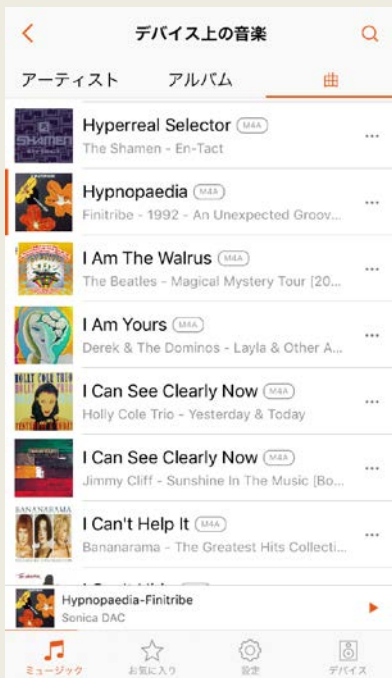 デバイス上の音楽
アーティスト
アルバム
曲
Hyperreal Selector M4A
The Shamen - En-Tact
Hypnopaedia M4A
Finitribe - 1992 - An Unexpected Groov...
I Am The Walrus M4A
The Beatles - Magical Mystery Tour [20...
I Am Yours M4A
Derek & The Dominos - Layla & Other A...
I Can See Clearly Now M4A
Holly Cole Trio - Yesterday & Today
I Can See Clearly Now M4A
Jimmy Cliff - Sunshine In The Music [Bo...
I Can't Help It M4A
Bananarama - The Greatest Hits Collecti...
Hypnopaedia-Finitribe
Sonica DAC
ミュージック
お気に入り
設定
デバイス
SHAMEN
HOLLY COLE TRIO
BANANARAMA